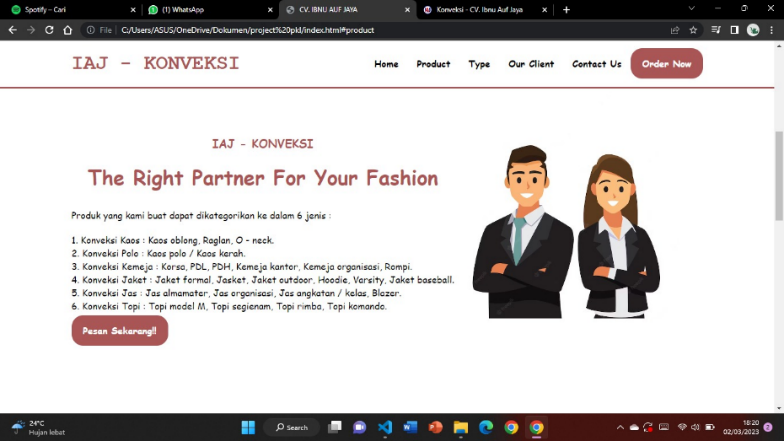 Spotify – Cari
(1) WhatsApp
CV. IBNU AUF JAYA
Konveksi - CV. Ibnu Auf Jaya
File
C:/Users/ASUS/OneDrive/Dokumen/project%20pkl/index.html#product
IAJ - KONVEKSI
Home
Product
Type
Our Client
Contact Us
Order Now
IAJ - KONVEKSI
The Right Partner For Your Fashion
Produk yang kami buat dapat dikategorikan ke dalam 6 jenis :
1. Konveksi Kaos : Kaos oblong, Raglan, O - neck.
2. Konveksi Polo : Kaos polo / Kaos kerah.
3. Konveksi Kemeja : Korsa, PDL, PDH, Kemeja kantor, Kemeja organisasi, Rompi.
4. Konveksi Jaket : Jaket formal, Jasket, Jaket outdoor, Hoodie, Varsity, Jaket baseball.
5. Konveksi Jas : Jas almamater, Jas organisasi, Jas angkatan / kelas, Blazer.
6. Konveksi Topi : Topi model M, Topi segienam, Topi rimba, Topi komando.
Pesan Sekarang!!
24°C
Hujan lebat
Search
18:20
02/03/2023
2